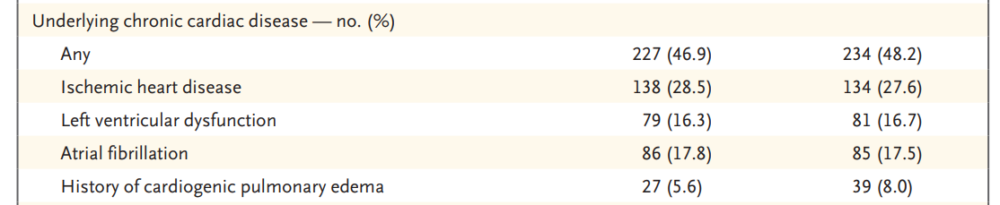 Underlying chronic cardiac disease — no. (%)
Any 227 (46.9) 234 (48.2)
Ischemic heart disease 138 (28.5) 134 (27.6)
Left ventricular dysfunction 79 (16.3) 81 (16.7)
Atrial fibrillation 86 (17.8) 85 (17.5)
History of cardiogenic pulmonary edema 27 (5.6) 39 (8.0)